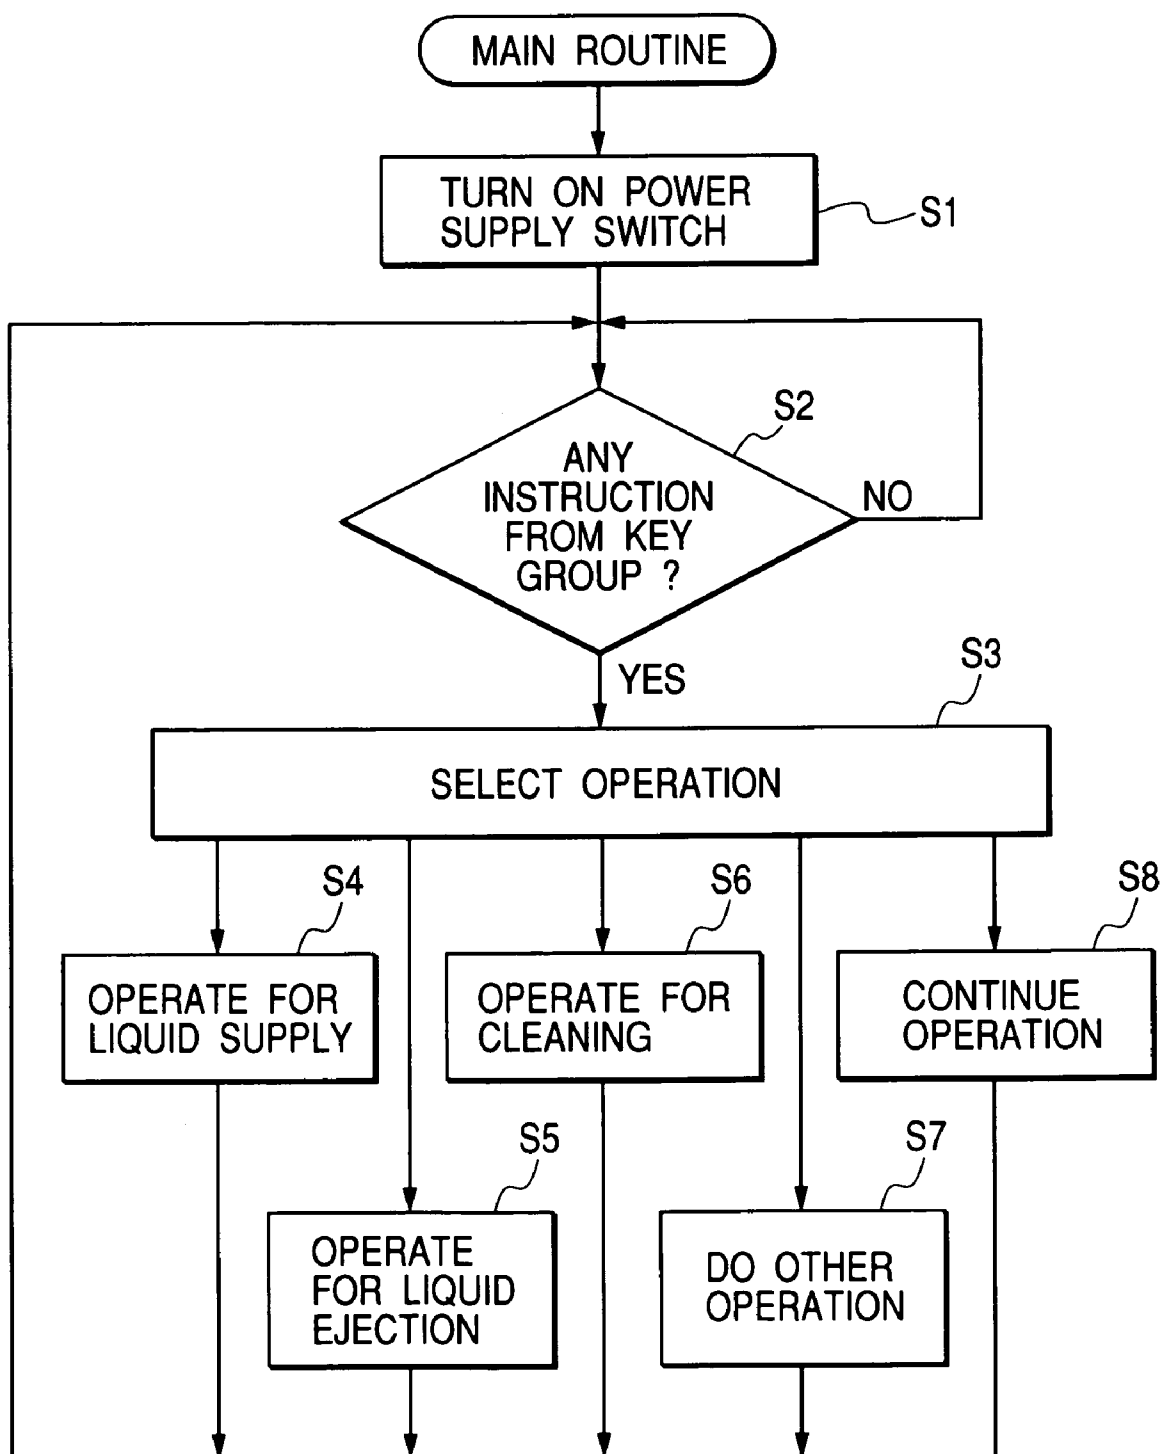 MAIN ROUTINE
TURN ON POWER
SUPPLY SWITCH
S1
S2
ANY
INSTRUCTION
FROM KEY
GROUP ?
NO
YES
S3
SELECT OPERATION
S4
S6
S8
OPERATE FOR
LIQUID SUPPLY
OPERATE FOR
CLEANING
CONTINUE
OPERATION
S5
S7
OPERATE
FOR LIQUID
EJECTION
DO OTHER
OPERATION